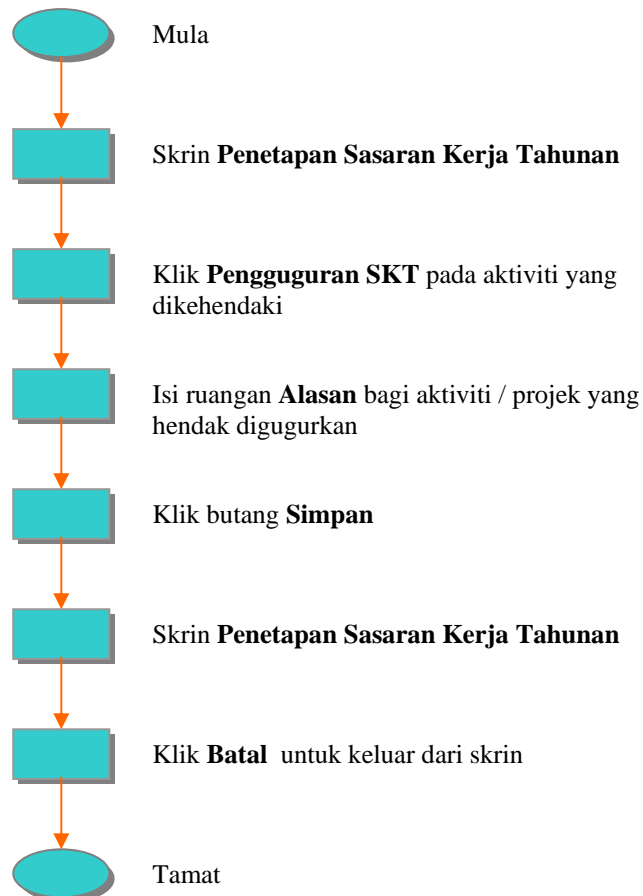 Mula
Skrin Penetapan Sasaran Kerja Tahunan
Klik Pengguguran SKT pada aktiviti yang
dikehendaki
Isi ruangan Alasan bagi aktiviti / projek yang
hendak digugurkan
Klik butang Simpan
Skrin Penetapan Sasaran Kerja Tahunan
Klik Batal untuk keluar dari skrin
Tamat